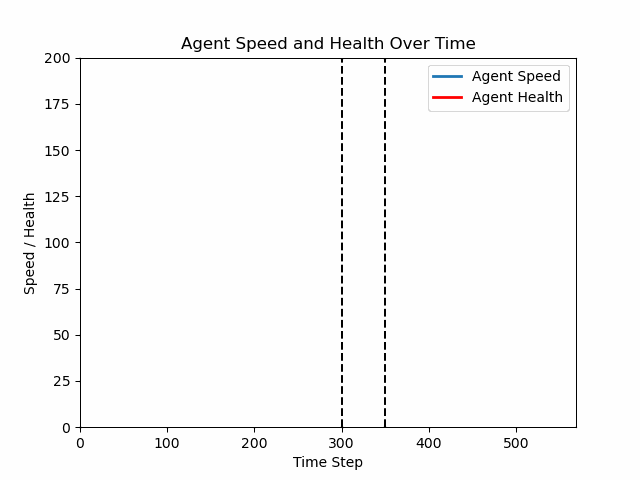 Agent Speed and Health Over Time
200
175
150
125
100
75
50
25
0
Speed / Health
Agent Speed
Agent Health
0 100 200 300 400 500
Time Step